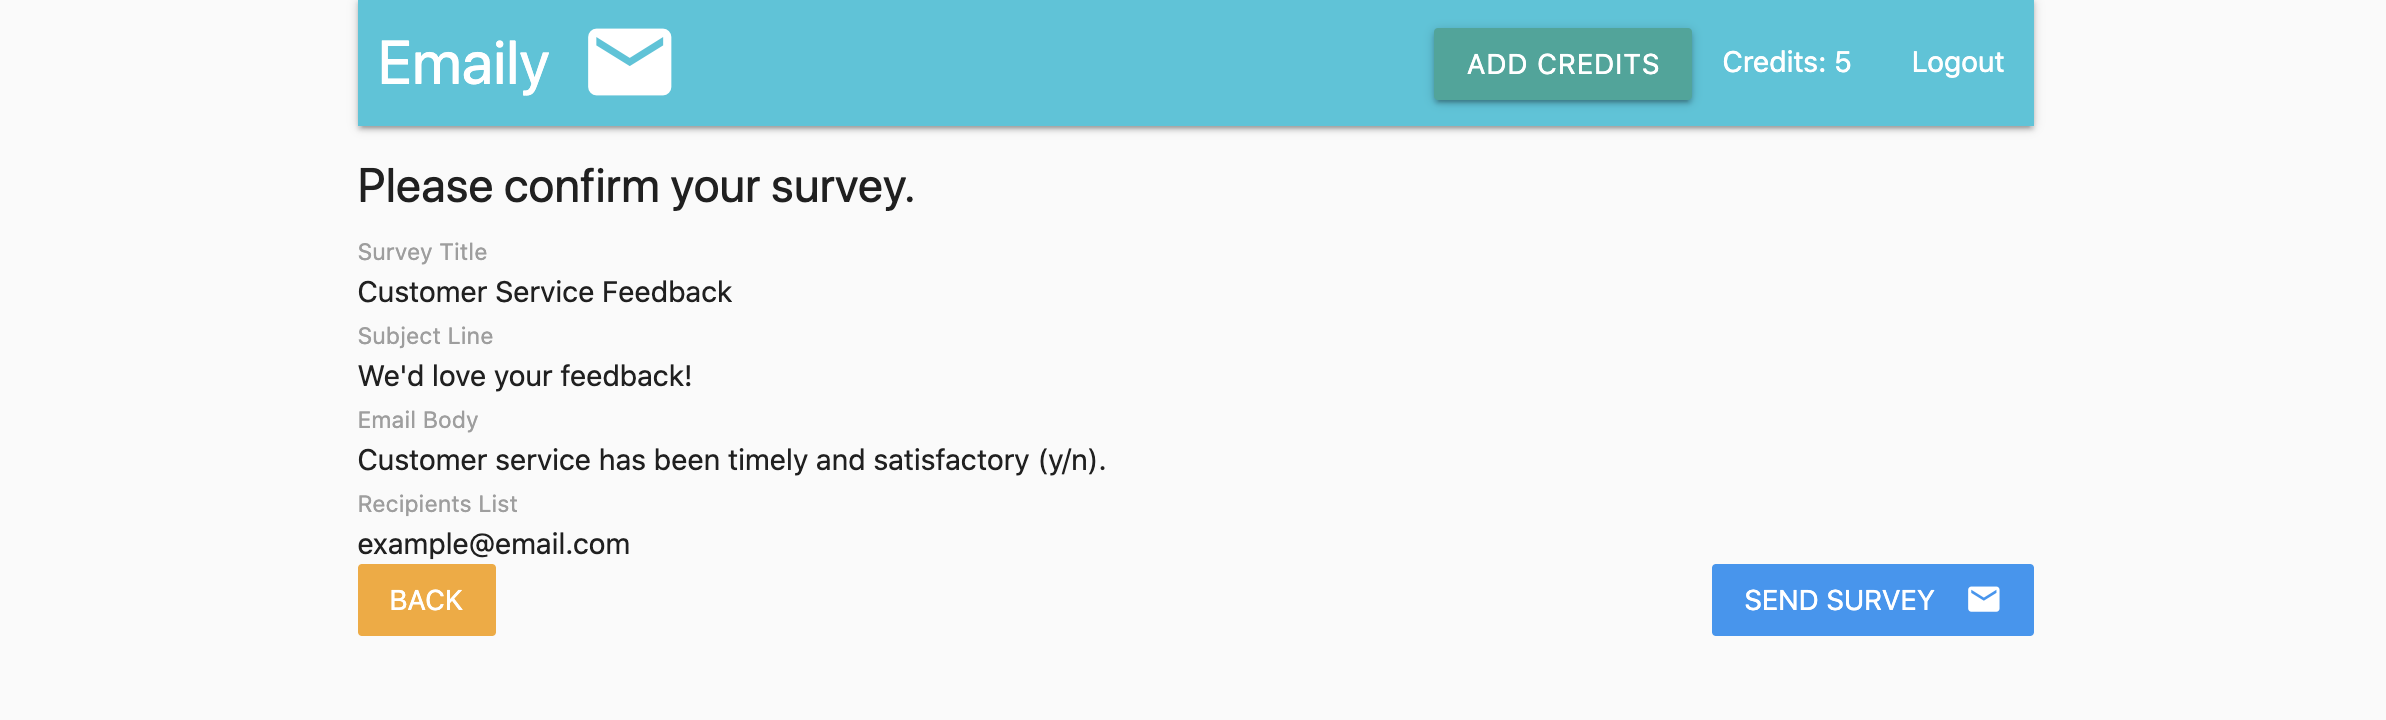 Emaily
ADD CREDITS
Credits: 5
Logout
Please confirm your survey.
Survey Title
Customer Service Feedback
Subject Line
We'd love your feedback!
Email Body
Customer service has been timely and satisfactory (y/n).
Recipients List
example@email.com
BACK
SEND SURVEY